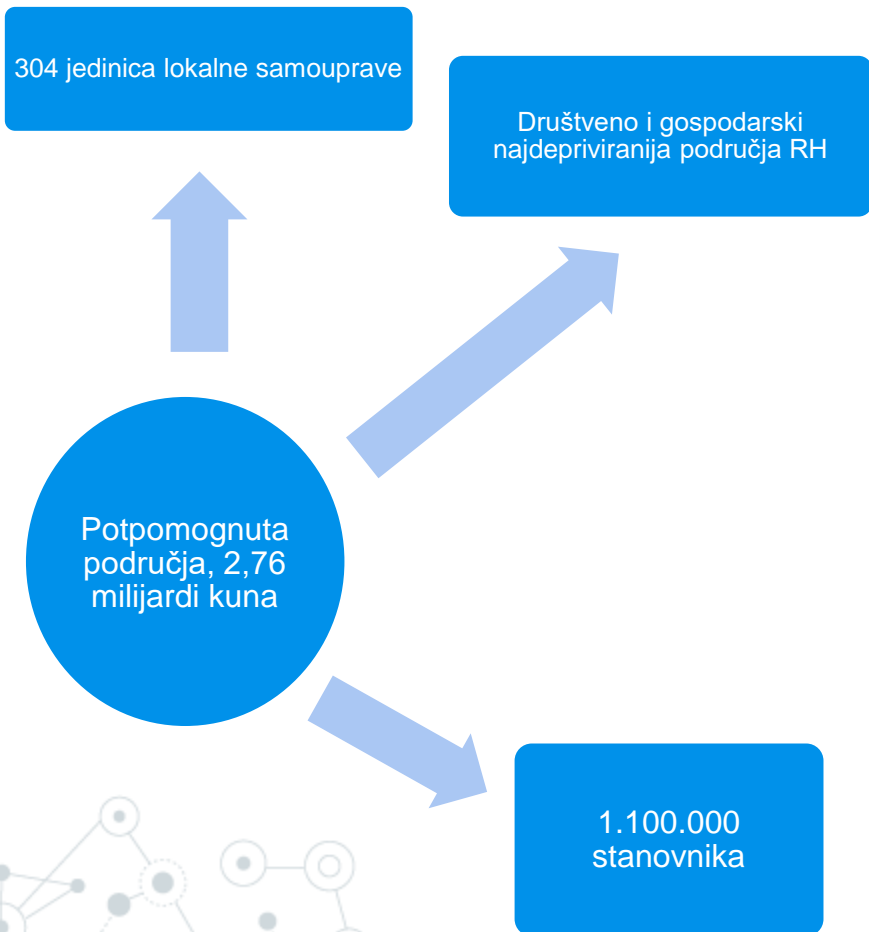 304 jedinica lokalne samouprave
Društveno i gospodarski
najdepriviranija područja RH
Potpomognuta
područja, 2,76
milijardi kuna
1.100.000
stanovnika